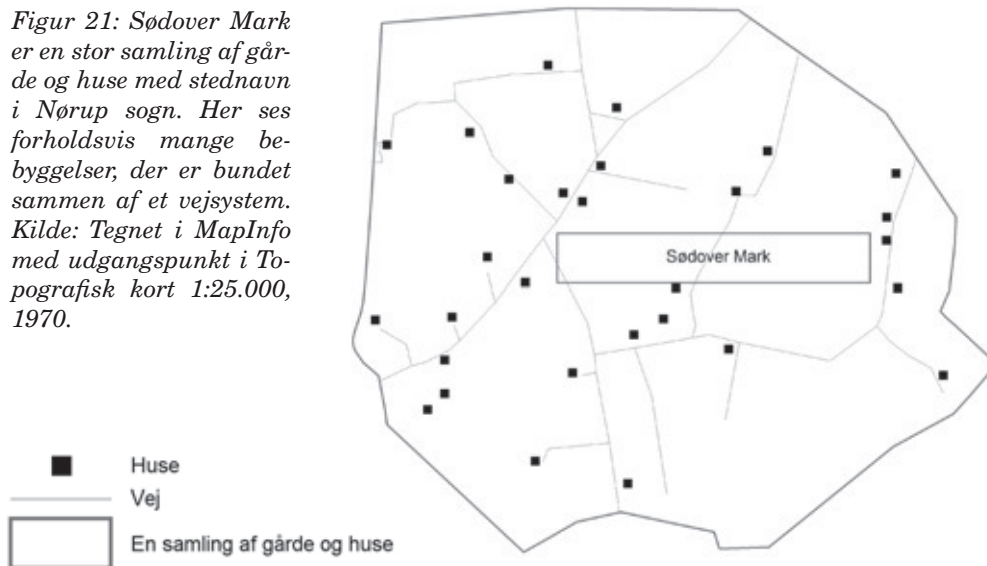 Figur 21: Sødover Mark
er en stor samling af går-
de og huse med stednavn
i Nørup sogn. Her ses
forholdsvis mange be-
byggelser, der er bundet
sammen af et vejsystem.
Kilde: Tegnet i MapInfo
med udgangspunkt i To-
pografisk kort 1:25.000,
1970.
Sødover Mark
Huse
Vej
En samling af gårde og huse